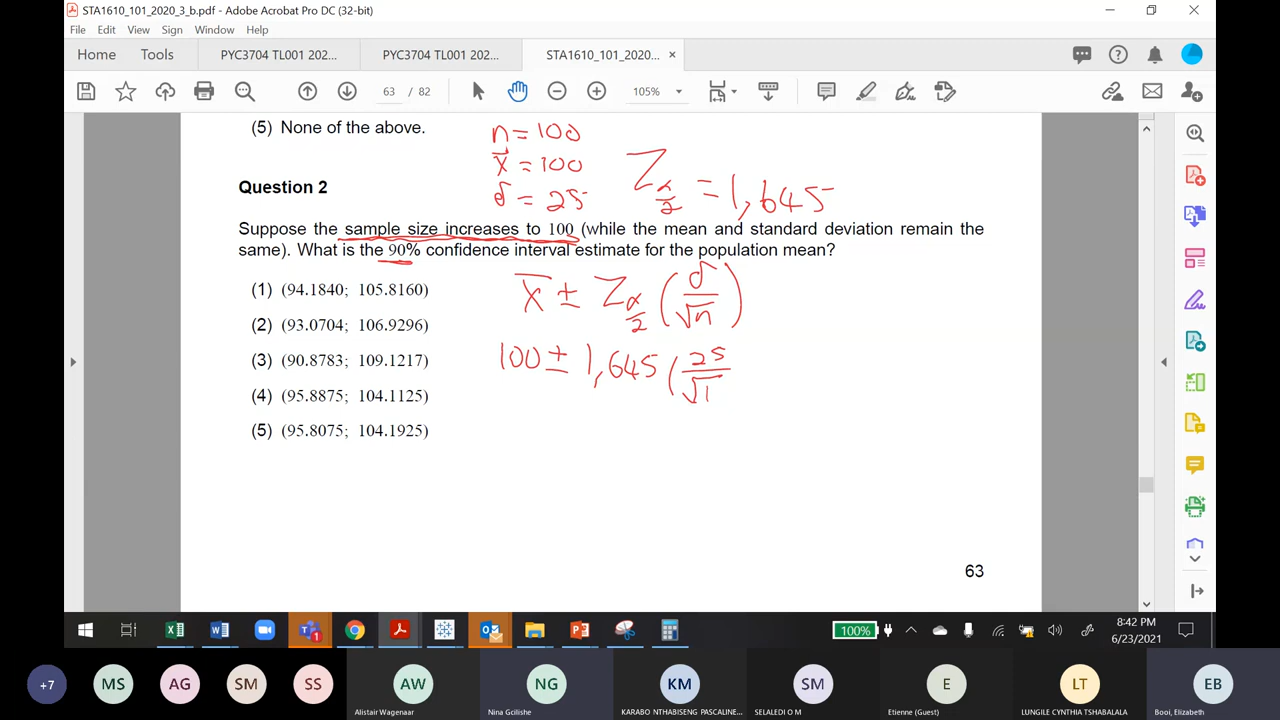 STA1610_101_2020_3_b.pdf - Adobe Acrobat Pro DC (32-bit)
File Edit View Sign Window Help
Home Tools PYC3704 TL001 202... PYC3704 TL001 202... STA1610_101_2020... ×
63 / 82 105%
(5) None of the above.
n = 100
x̄ = 100
σ = 25
Zα/2 = 1,645
Question 2
Suppose the sample size increases to 100 (while the mean and standard deviation remain the
same). What is the 90% confidence interval estimate for the population mean?
(1) (94.1840; 105.8160)
(2) (93.0704; 106.9296)
(3) (90.8783; 109.1217)
(4) (95.8875; 104.1125)
(5) (95.8075; 104.1925)
x̄ ± Zα/2 (σ/√n)
100 ± 1,645 (25/√1
63
100%
8:42 PM
6/23/2021
+7 MS AG SM SS AW NG KM SM E LT EB
Alistair Wagenaar Nina Gcilishe KARABO NTHABISENG PASCALINE... SELALEDI O M Etienne (Guest) LUNGILE CYNTHIA TSHABALALA Booi, Elizabeth